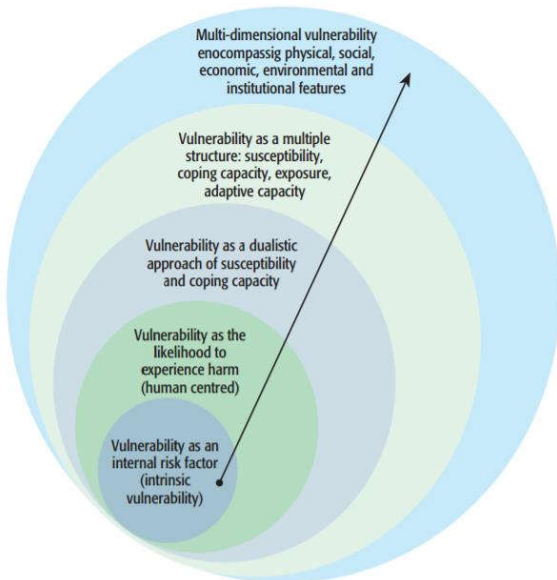 Multi-dimensional vulnerability
enocompassig physical, social,
economic, environmental and
institutional features
Vulnerability as a multiple
structure: susceptibility,
coping capacity, exposure,
adaptive capacity
Vulnerability as a dualistic
approach of susceptibility
and coping capacity
Vulnerability as the
likelihood to
experience harm
(human centred)
Vulnerability as an
internal risk factor
(intrinsic
vulnerability)